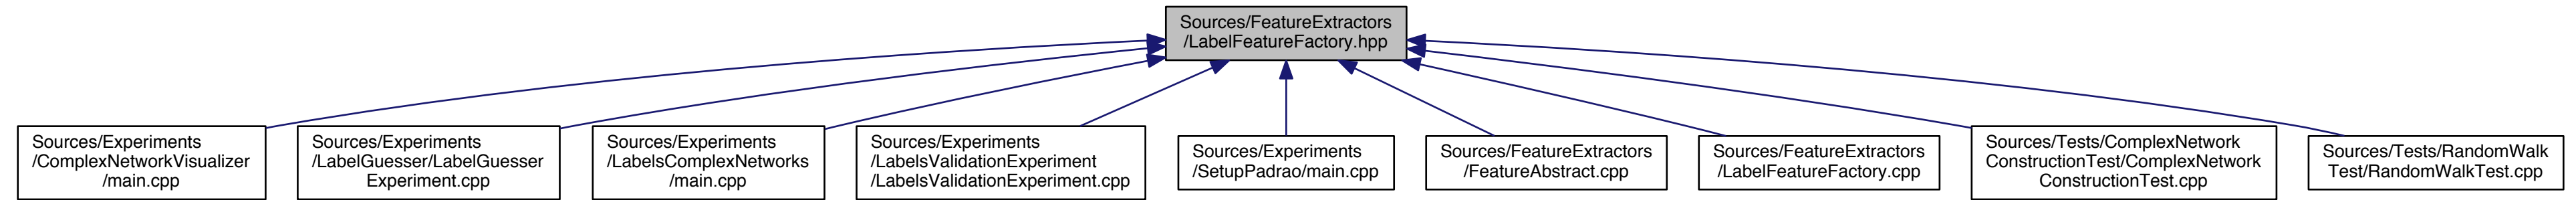 Sources/FeatureExtractors
/LabelFeatureFactory.hpp
Sources/Experiments
/ComplexNetworkVisualizer
/main.cpp
Sources/Experiments
/LabelGuesser/LabelGuesser
Experiment.cpp
Sources/Experiments
/LabelsComplexNetworks
/main.cpp
Sources/Experiments
/LabelsValidationExperiment
/LabelsValidationExperiment.cpp
Sources/Experiments
/SetupPadrao/main.cpp
Sources/FeatureExtractors
/FeatureAbstract.cpp
Sources/FeatureExtractors
/LabelFeatureFactory.cpp
Sources/Tests/ComplexNetwork
ConstructionTest/ComplexNetwork
ConstructionTest.cpp
Sources/Tests/RandomWalk
Test/RandomWalkTest.cpp